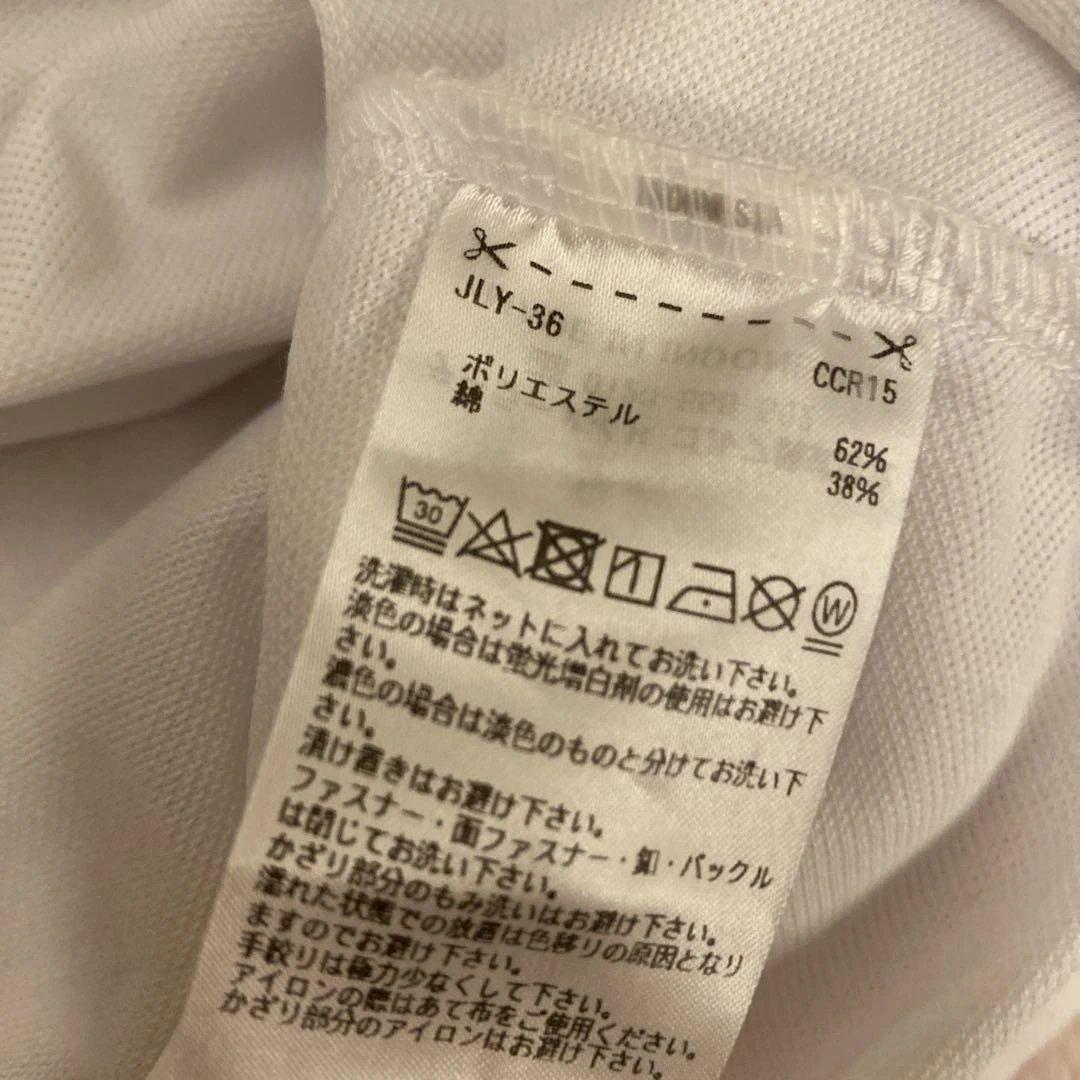 JLY-36
CCR15
ポリエステル 62%
綿 38%
30
W
洗濯時はネットに入れてお洗い下さい。
淡色の場合は蛍光増白剤の使用はお避け下
さい。
濃色の場合は淡色のものと分けてお洗い下
さい。
漬け置きはお避け下さい。
ファスナー・面ファスナー・釦・バックル
は閉じてお洗い下さい。
かざり部分のもみ洗いはお避け下さい。
濡れた状態での放置は色移りの原因となり
ますのでお避け下さい。
手絞りは極力少なくして下さい。
アイロンの際はあて布をご使用ください。
かざり部分のアイロンはお避け下さい。